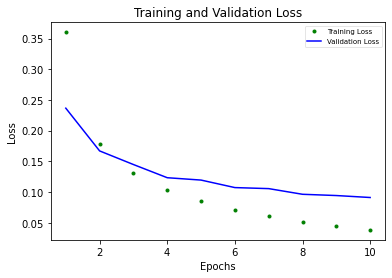 Training and Validation Loss
Training Loss
Validation Loss
Loss
0.35
0.30
0.25
0.20
0.15
0.10
0.05
2 4 6 8 10
Epochs